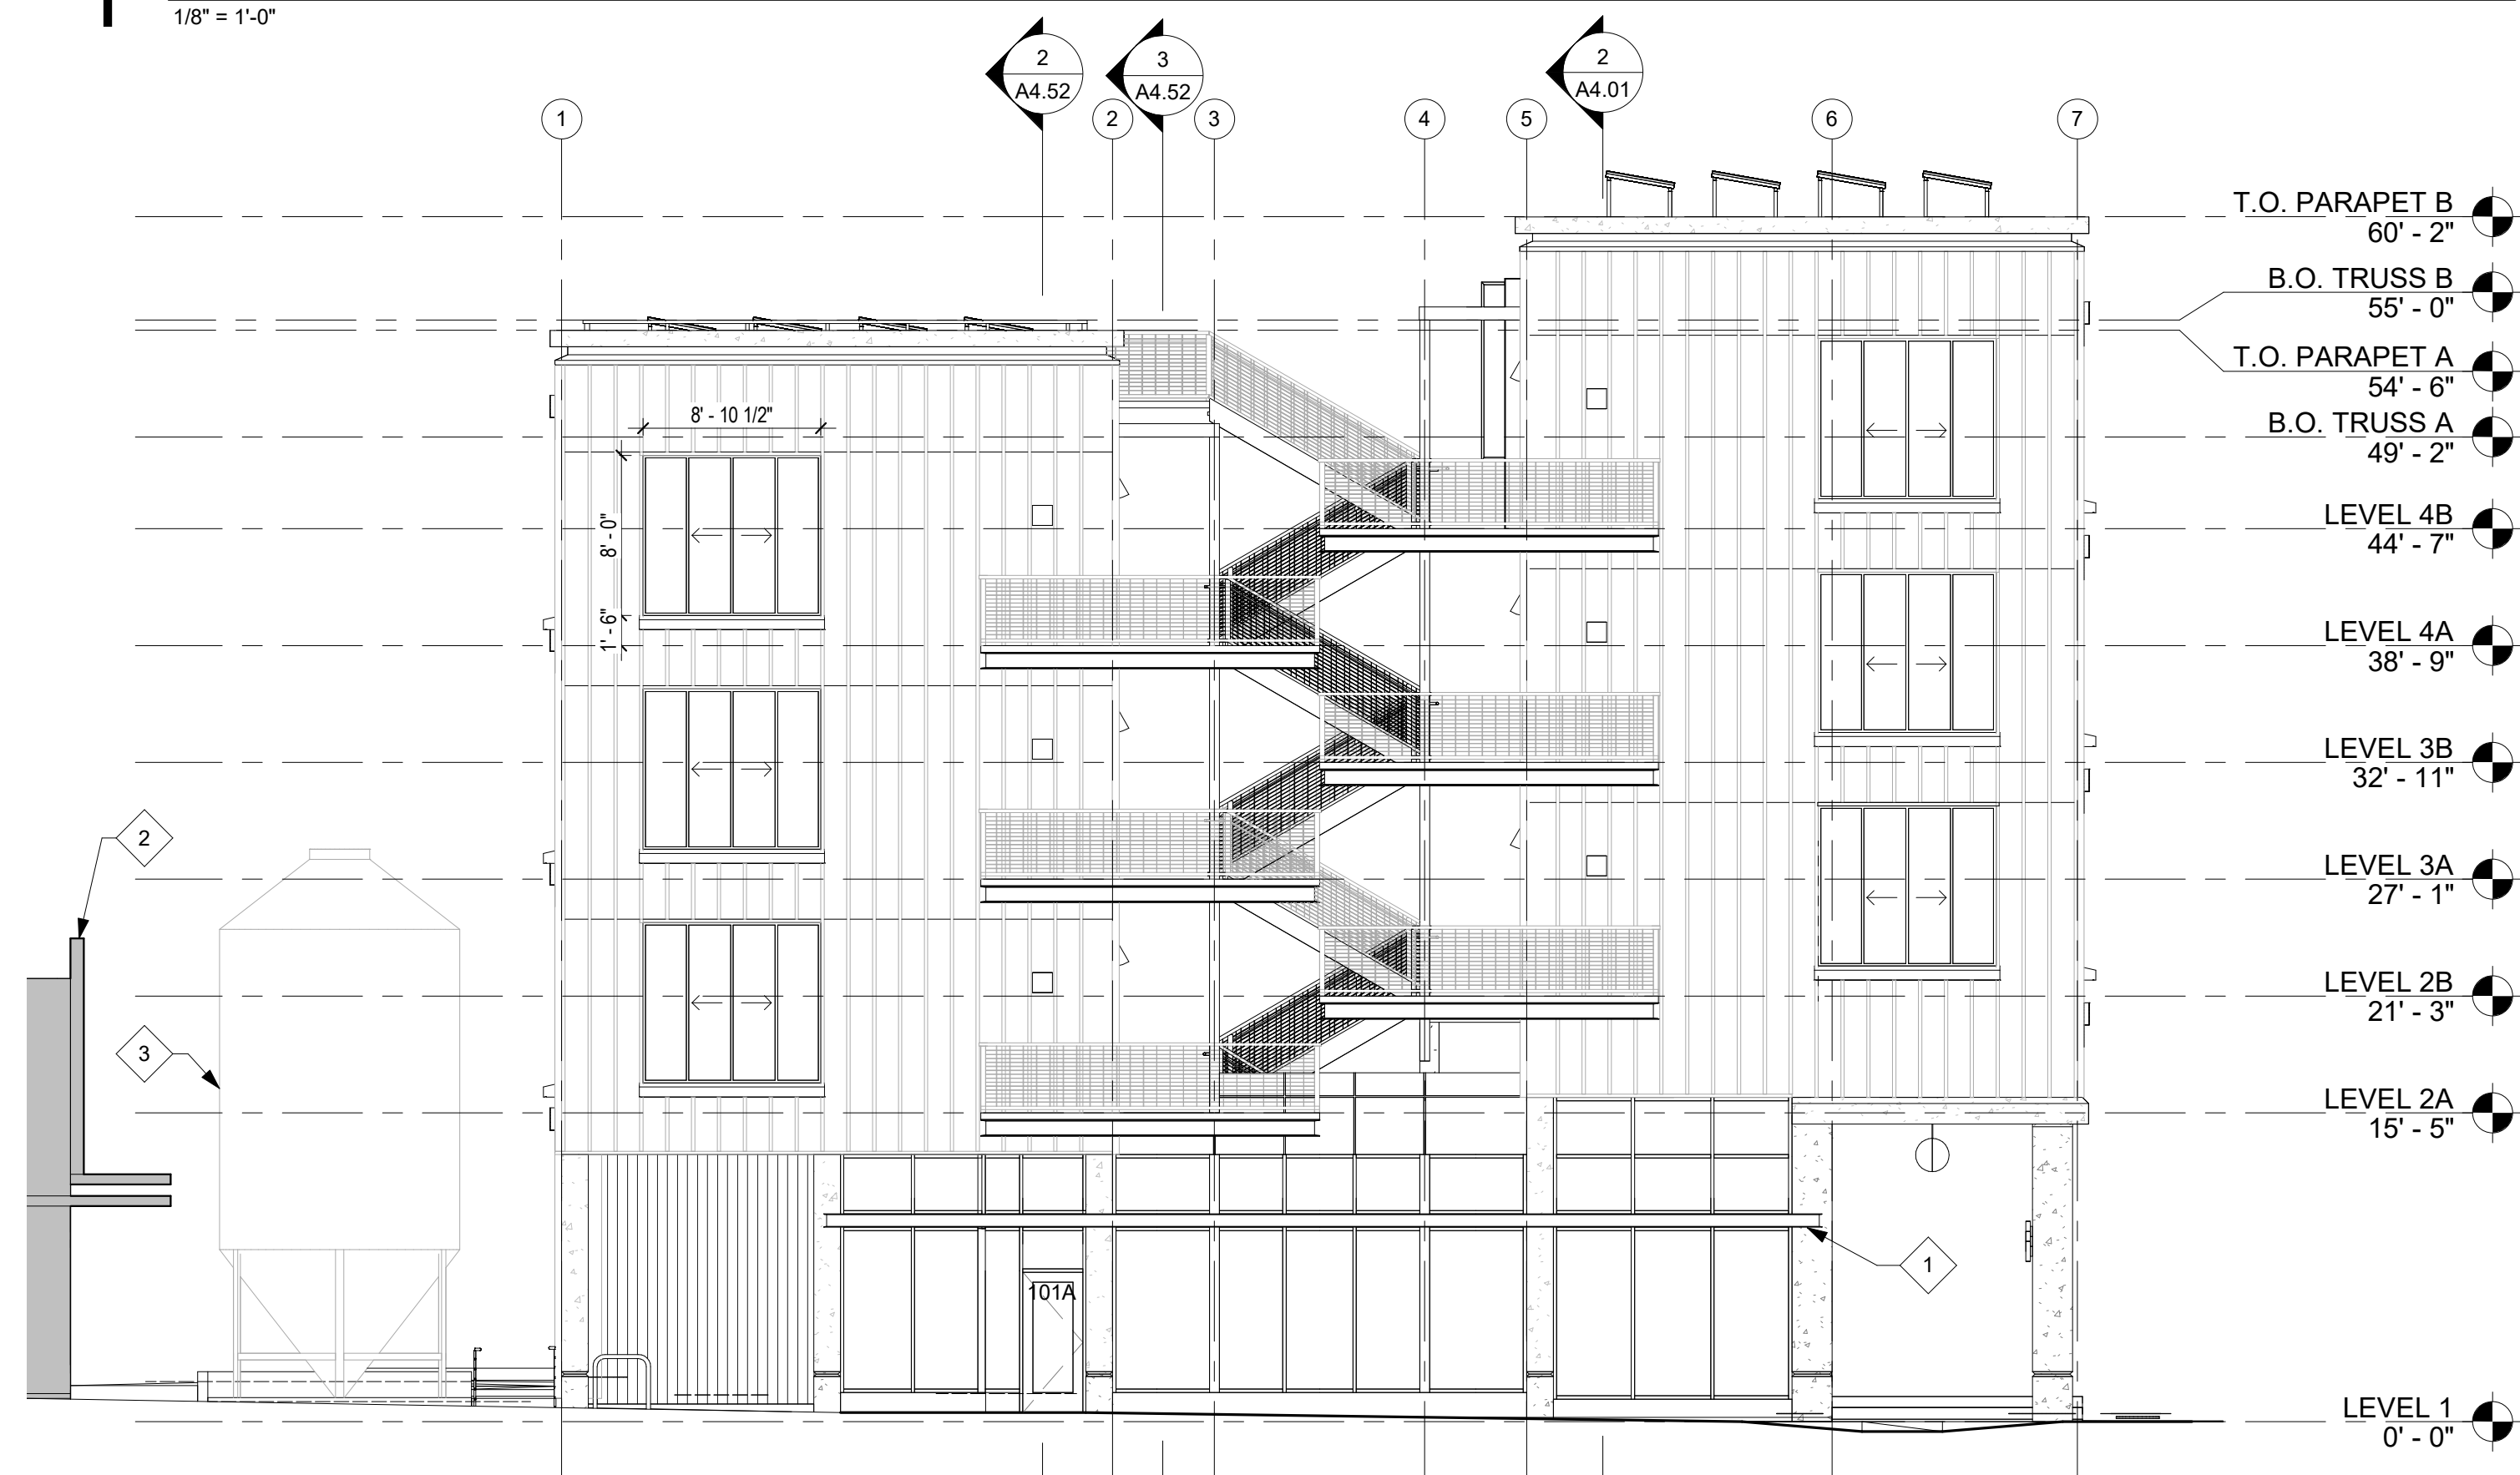 1/8" = 1'-0"
2
A4.52
3
A4.52
2
A4.01
1
2
3
4
5
6
7
T.O. PARAPET B
60' - 2"
B.O. TRUSS B
55' - 0"
T.O. PARAPET A
54' - 6"
B.O. TRUSS A
49' - 2"
LEVEL 4B
44' - 7"
LEVEL 4A
38' - 9"
LEVEL 3B
32' - 11"
LEVEL 3A
27' - 1"
LEVEL 2B
21' - 3"
LEVEL 2A
15' - 5"
LEVEL 1
0' - 0"
8' - 10 1/2"
8' - 0"
1' - 6"
2
3
1
101A